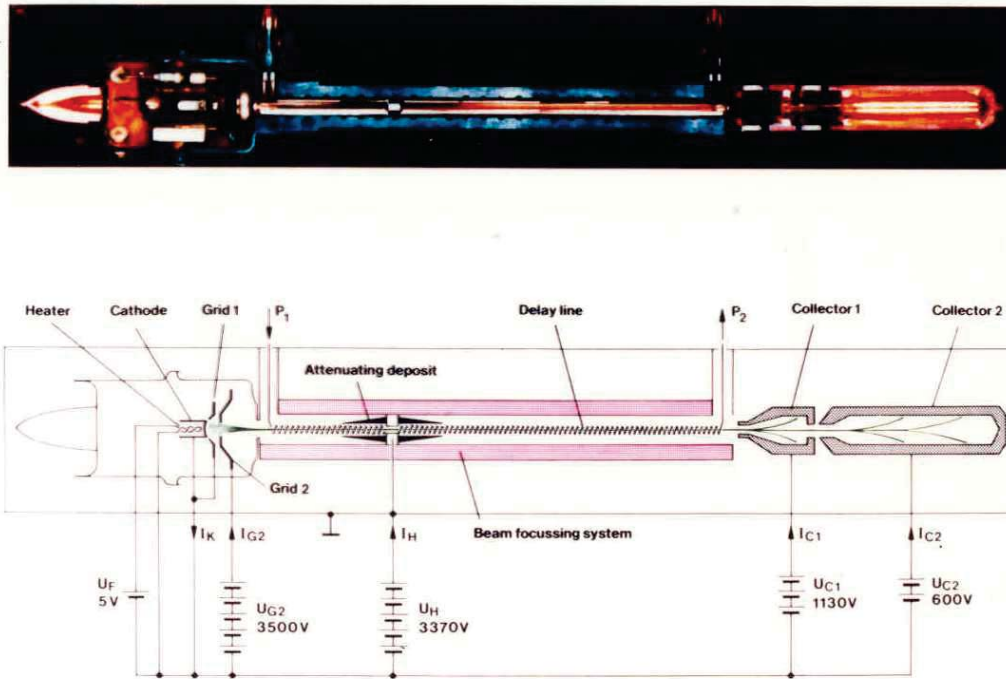 Heater
Cathode
Grid 1
P1
Delay line
P2
Collector 1
Collector 2
Attenuating deposit
Grid 2
Beam focussing system
IK
IG2
IH
IC1
IC2
UF
5V
UG2
3500V
UH
3370V
UC1
1130V
UC2
600V